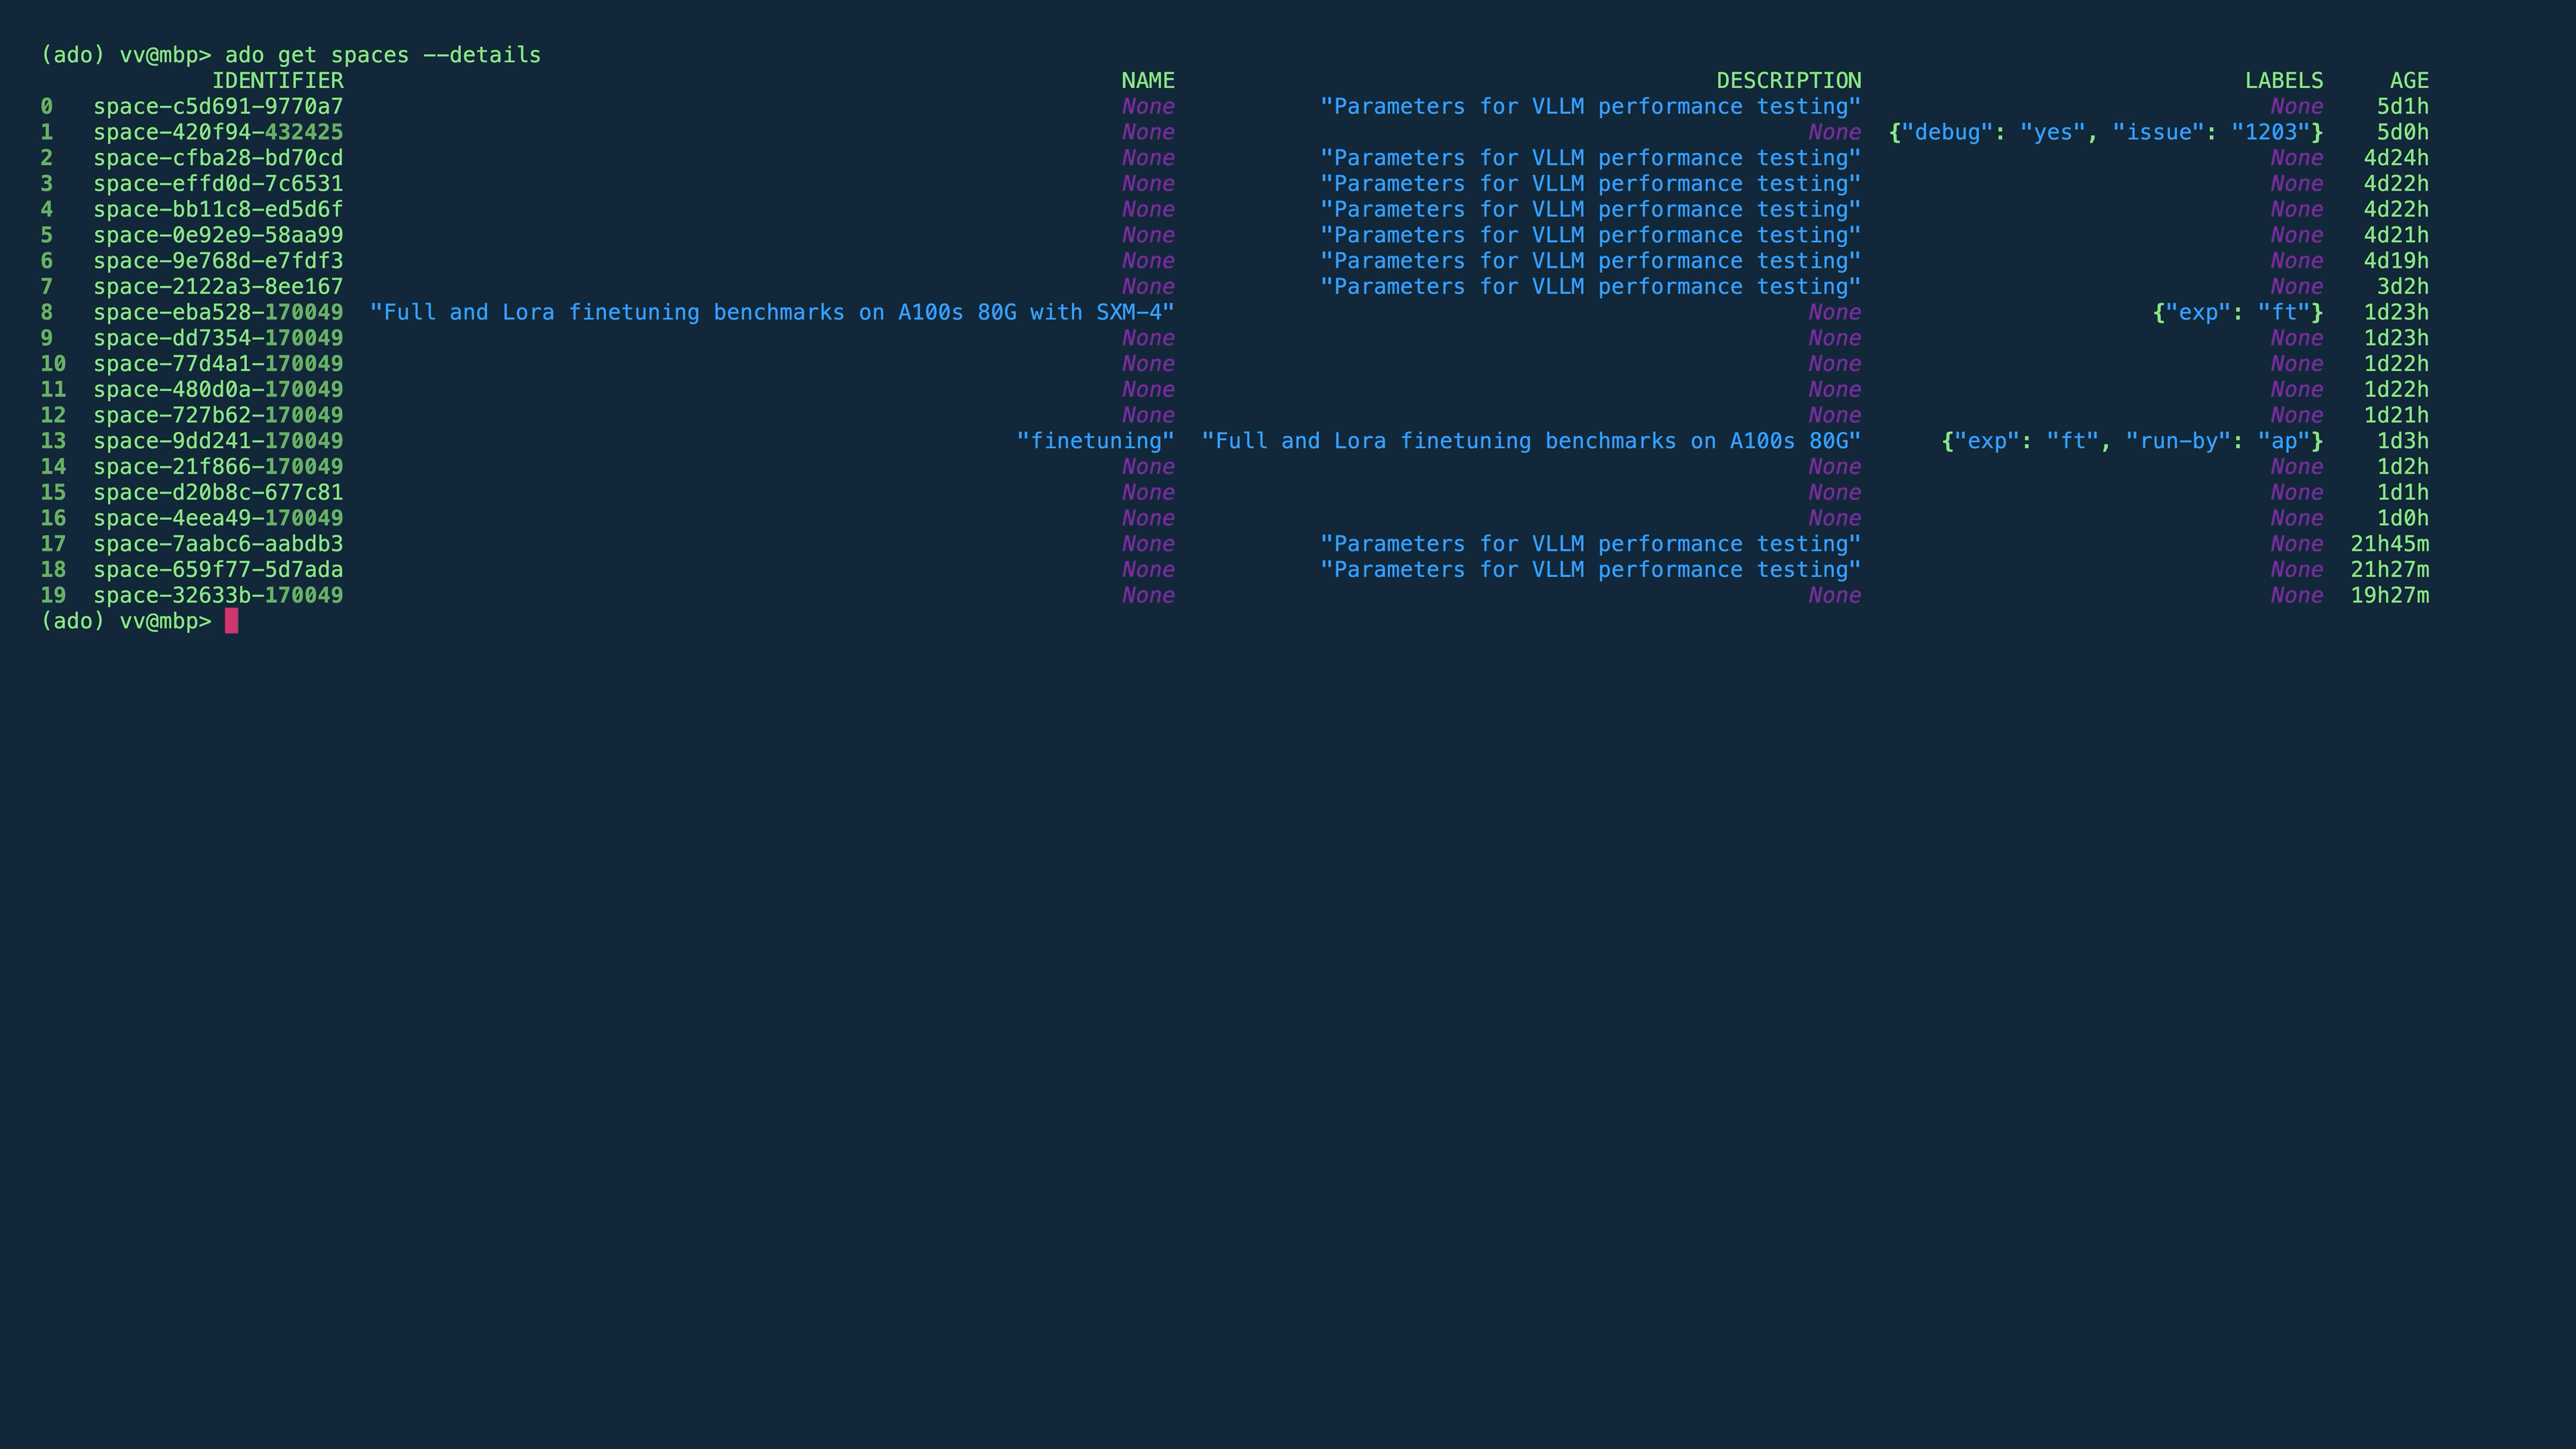 (ado) vv@mbp> ado get spaces --details
IDENTIFIER NAME DESCRIPTION LABELS AGE
0 space-c5d691-9770a7 None "Parameters for VLLM performance testing" None 5d1h
1 space-420f94-432425 None None {"debug": "yes", "issue": "1203"} 5d0h
2 space-cfba28-bd70cd None "Parameters for VLLM performance testing" None 4d24h
3 space-effd0d-7c6531 None "Parameters for VLLM performance testing" None 4d22h
4 space-bb11c8-ed5d6f None "Parameters for VLLM performance testing" None 4d22h
5 space-0e92e9-58aa99 None "Parameters for VLLM performance testing" None 4d21h
6 space-9e768d-e7fdf3 None "Parameters for VLLM performance testing" None 4d19h
7 space-2122a3-8ee167 None "Parameters for VLLM performance testing" None 3d2h
8 space-eba528-170049 "Full and Lora finetuning benchmarks on A100s 80G with SXM-4" None {"exp": "ft"} 1d23h
9 space-dd7354-170049 None None None 1d23h
10 space-77d4a1-170049 None None None 1d22h
11 space-480d0a-170049 None None None 1d22h
12 space-727b62-170049 None None None 1d21h
13 space-9dd241-170049 "finetuning" "Full and Lora finetuning benchmarks on A100s 80G" {"exp": "ft", "run-by": "ap"} 1d3h
14 space-21f866-170049 None None None 1d2h
15 space-d20b8c-677c81 None None None 1d1h
16 space-4eea49-170049 None None None 1d0h
17 space-7aabc6-aabdb3 None "Parameters for VLLM performance testing" None 21h45m
18 space-659f77-5d7ada None "Parameters for VLLM performance testing" None 21h27m
19 space-32633b-170049 None None None 19h27m
(ado) vv@mbp>